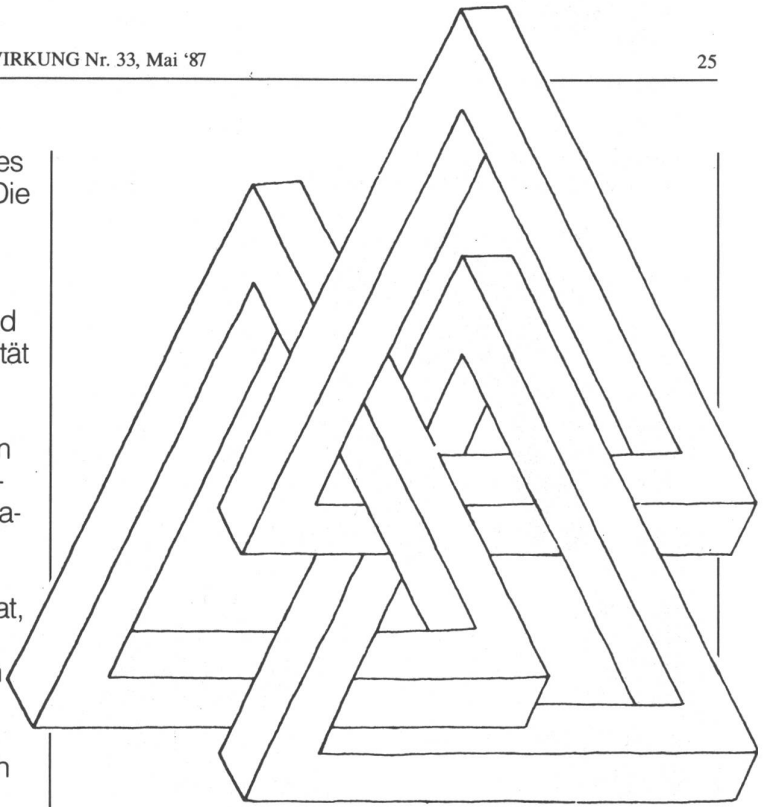 WIRKUNG Nr. 33, Mai ‘87 25
es
Die
d
tät
n
-
a-
at,
n
n